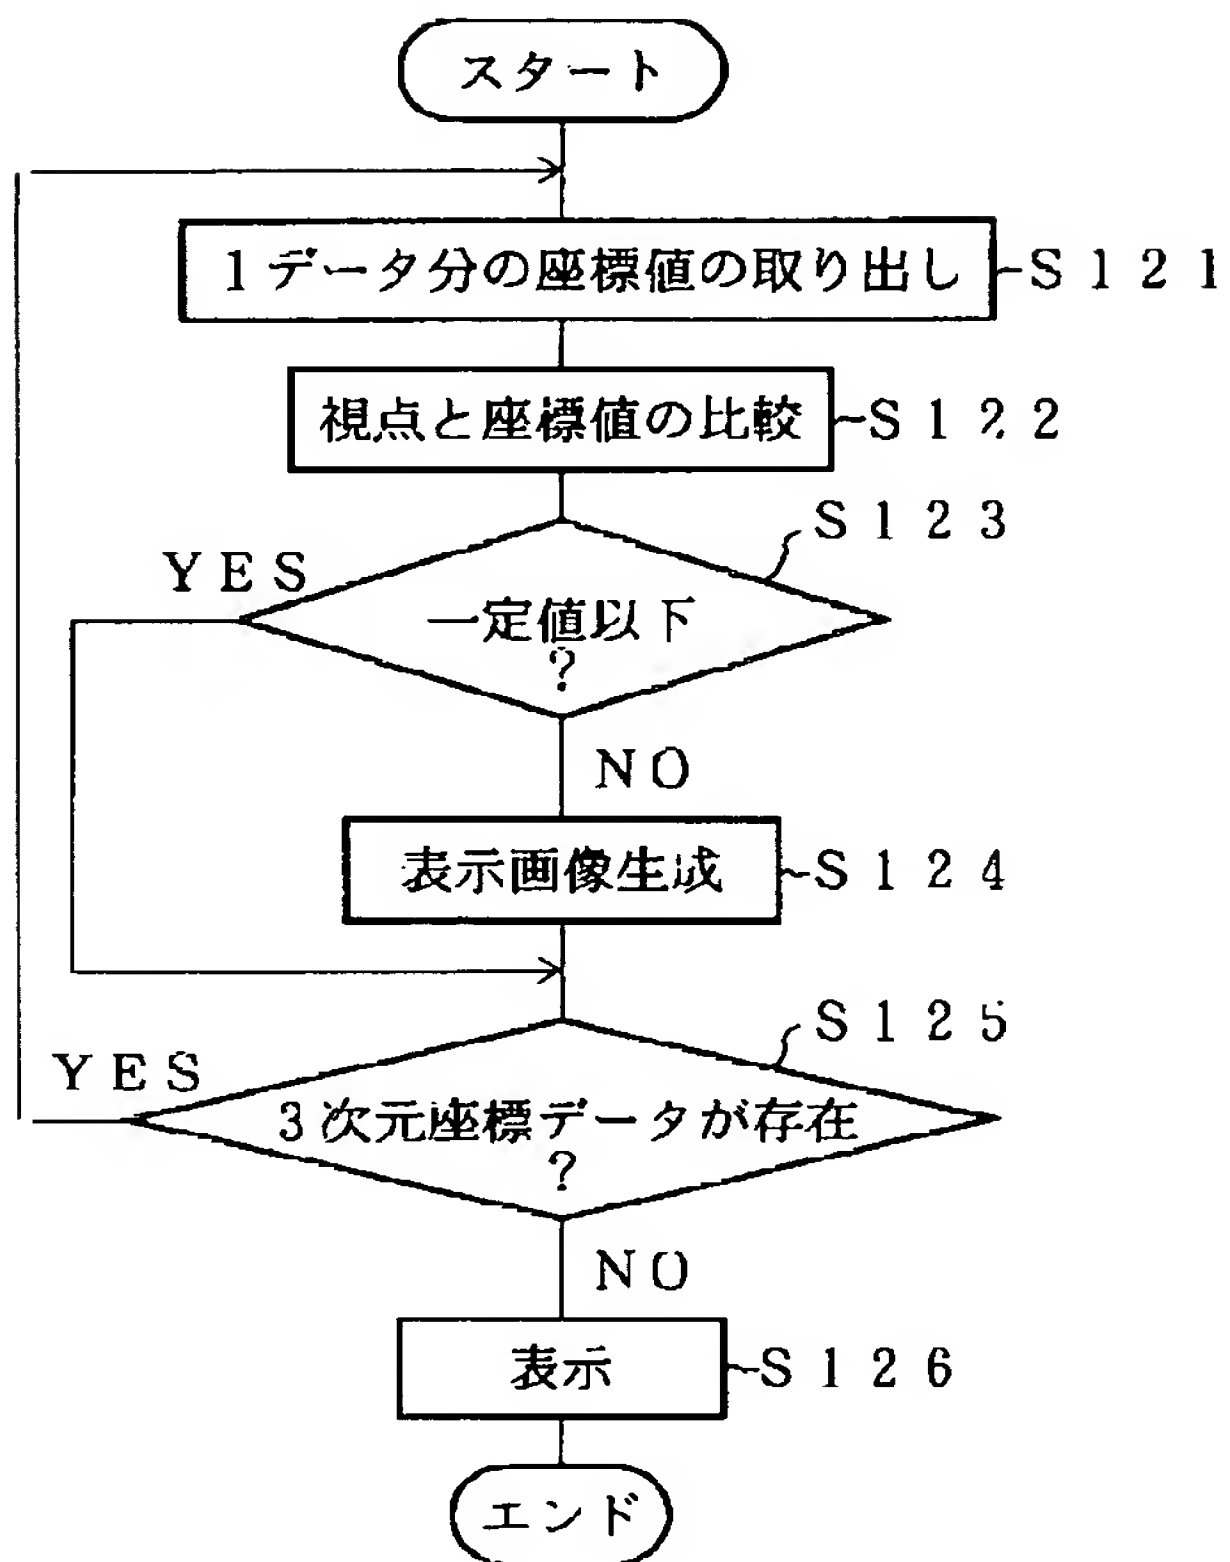 スタート
1データ分の座標値の取り出し S121
視点と座標値の比較 S122
S123
YES
一定値以下
?
NO
表示画像生成 S124
S125
YES
3次元座標データが存在
?
NO
表示 S126
エンド